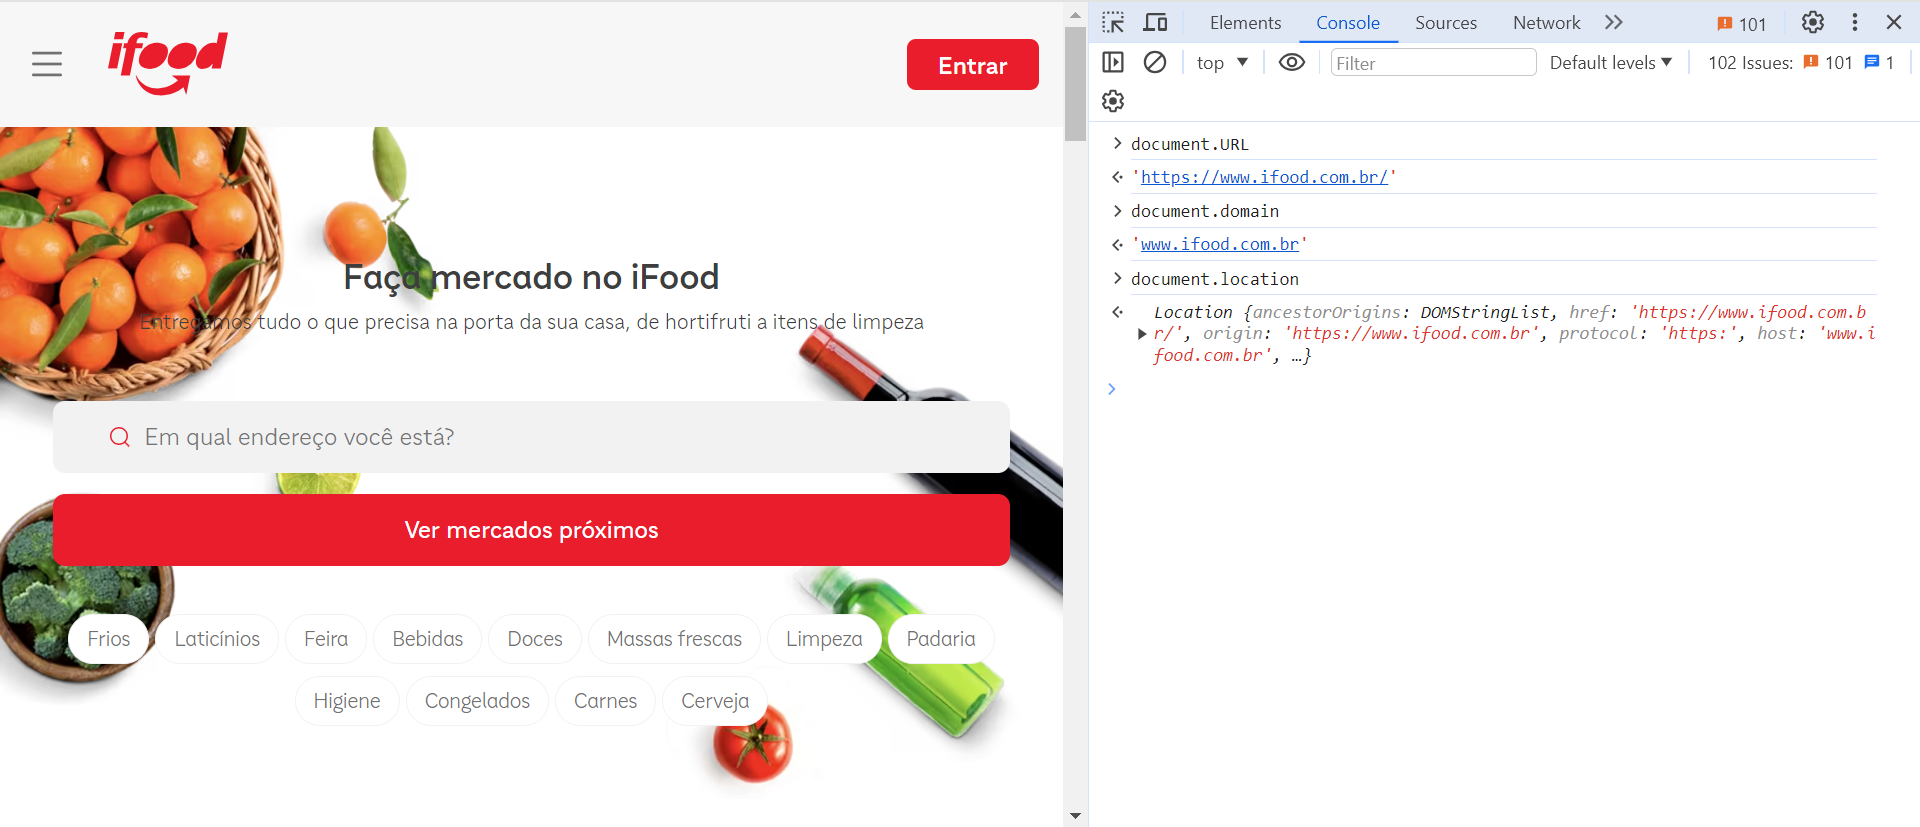 ifood
Entrar
Faça mercado no iFood
Entregamos tudo o que precisa na porta da sua casa, de hortifruti a itens de limpeza
Em qual endereço você está?
Ver mercados próximos
Frios Laticínios Feira Bebidas Doces Massas frescas Limpeza Padaria
Higiene Congelados Carnes Cerveja
Elements Console Sources Network 101
top Filter Default levels 102 Issues: 101 1
document.URL
'https://www.ifood.com.br/'
document.domain
'www.ifood.com.br'
document.location
Location {ancestorOrigins: DOMStringList, href: 'https://www.ifood.com.b
r/', origin: 'https://www.ifood.com.br', protocol: 'https:', host: 'www.i
food.com.br', …}